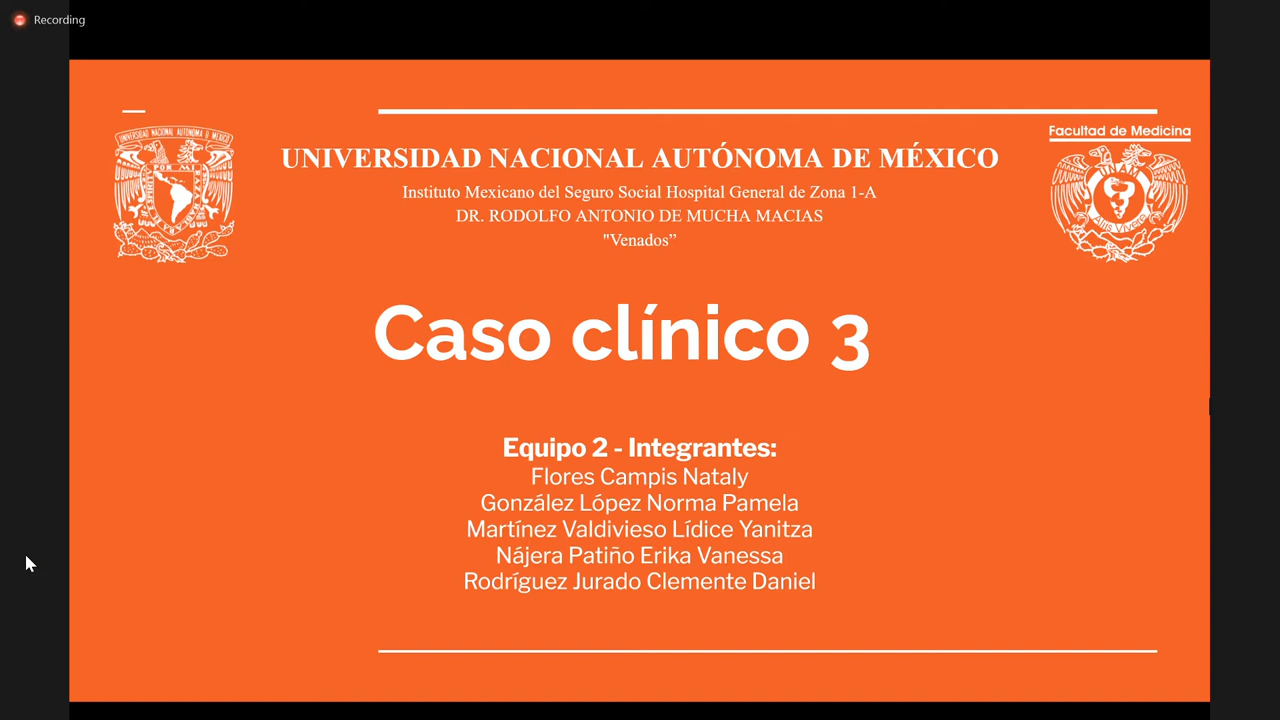 Recording
UNIVERSIDAD NACIONAL AUTÓNOMA DE MÉXICO
Instituto Mexicano del Seguro Social Hospital General de Zona 1-A
DR. RODOLFO ANTONIO DE MUCHA MACIAS
"Venados”
Facultad de Medicina
Aliis Vivere
Caso clínico 3
Equipo 2 - Integrantes:
Flores Campis Nataly
González López Norma Pamela
Martínez Valdivieso Lídice Yanitza
Nájera Patiño Erika Vanessa
Rodríguez Jurado Clemente Daniel